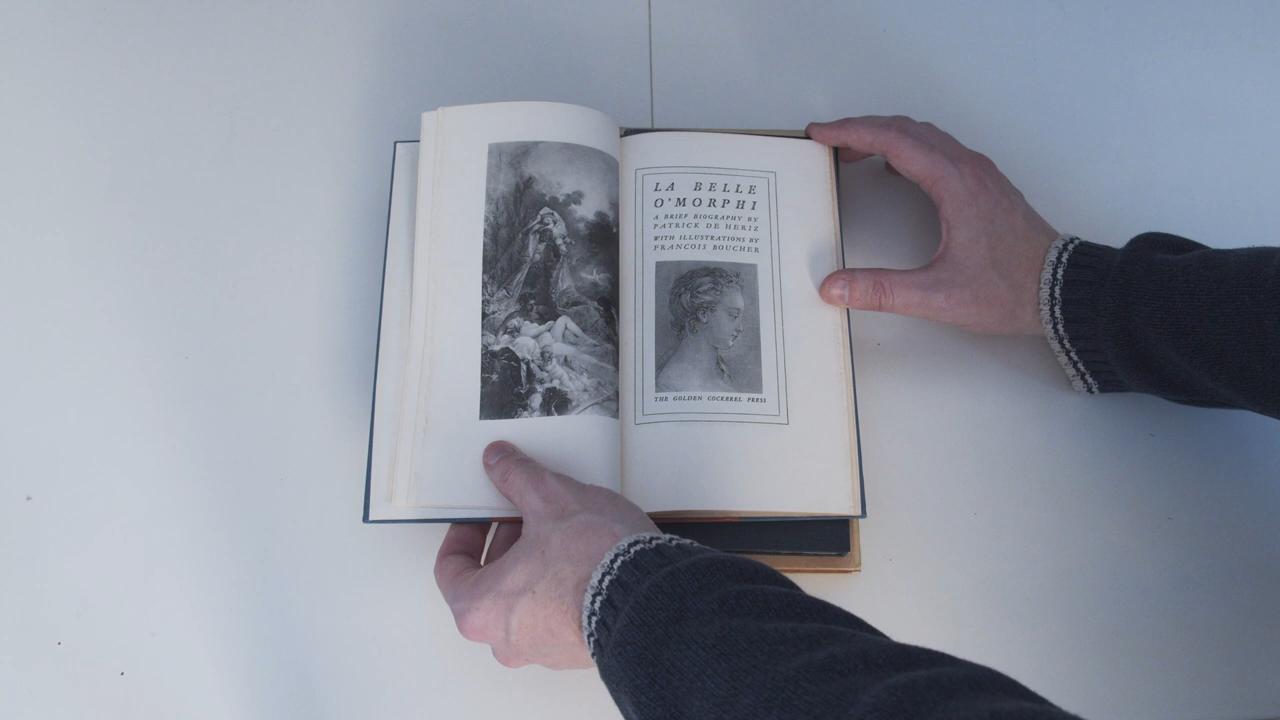 LA BELLE
O'MORPHI
A BRIEF BIOGRAPHY BY
PATRICK DE HERIZ
WITH ILLUSTRATIONS BY
FRANCOIS BOUCHER
THE GOLDEN COCKEREL PRESS